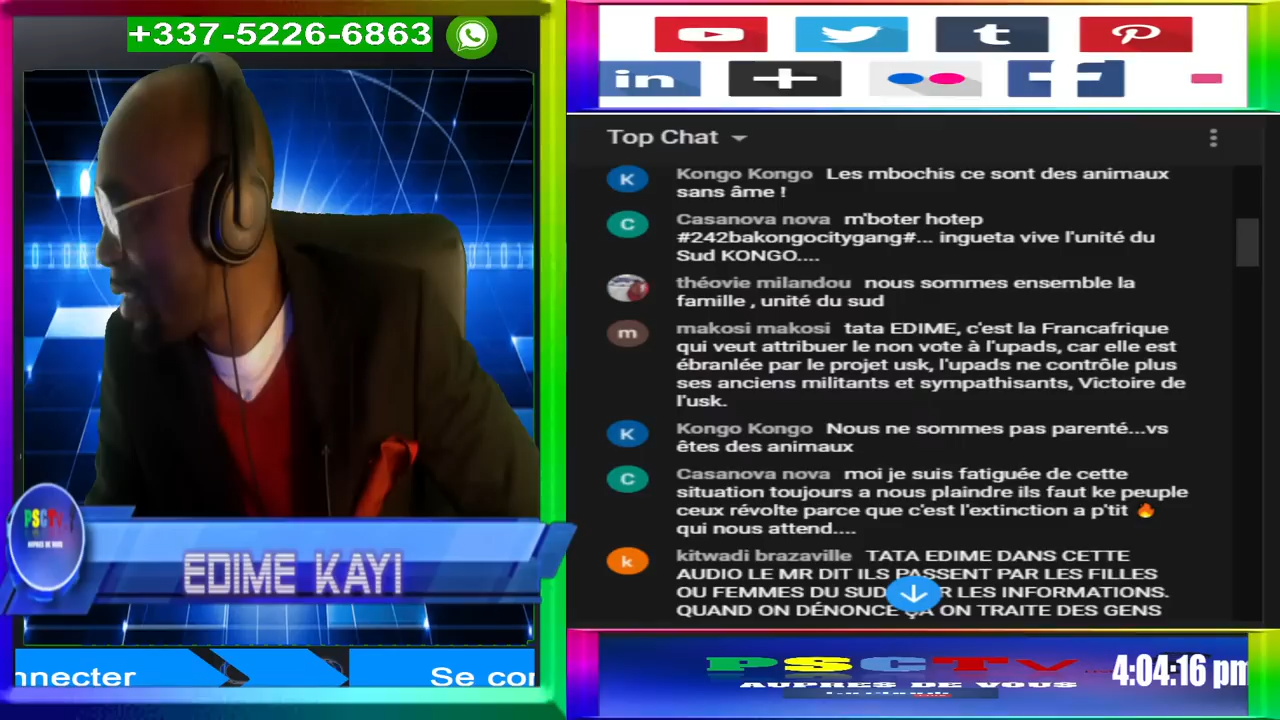 +337-5226-6863
Top Chat
Kongo Kongo Les mbochis ce sont des animaux
sans âme !
Casanova nova m'boter hotep
#242bakongocitygang#... ingueta vive l'unité du
Sud KONGO....
théovie milandou nous sommes ensemble la
famille , unité du sud
makosi makosi tata EDIME, c'est la Francafrique
qui veut attribuer le non vote à l'upads, car elle est
ébranlée par le projet usk, l'upads ne contrôle plus
ses anciens militants et sympathisants, Victoire de
l'usk.
Kongo Kongo Nous ne sommes pas parenté...vs
êtes des animaux
Casanova nova moi je suis fatiguée de cette
situation toujours a nous plaindre ils faut ke peuple
ceux révolte parce que c'est l'extinction a p'tit
qui nous attend....
kitwadi brazaville TATA EDIME DANS CETTE
AUDIO LE MR DIT ILS PASSENT PAR LES FILLES
OU FEMMES DU SUD LES INFORMATIONS.
QUAND ON DÉNONCE ÇA ON TRAITE DES GENS
PSCTV
AUPRES DE VOUS
EDIME KAYI
nnecter
Se con
PSCTV
AUPRES DE VOUS
4:04:16 pm